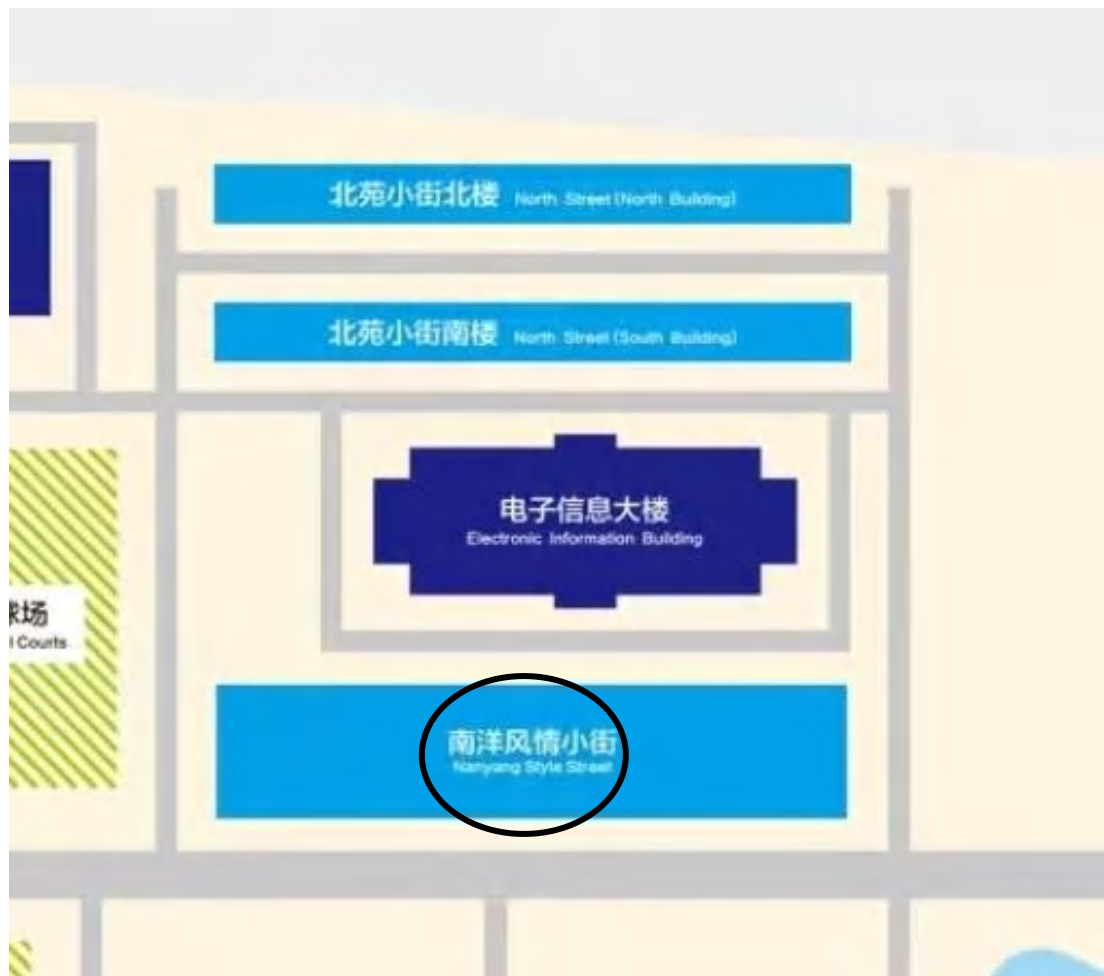 北苑小街北楼 North Street(North Building)
北苑小街南楼 North Street(South Building)
电子信息大楼
Electronic Information Building
球场
l Courts
南洋风情小街
Nanyang Style Street